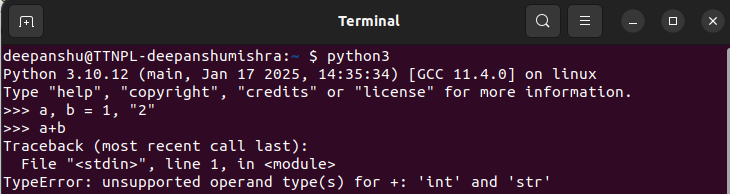 Terminal
deepanshu@TTNPL-deepanshumishra:~ $ python3
Python 3.10.12 (main, Jan 17 2025, 14:35:34) [GCC 11.4.0] on linux
Type "help", "copyright", "credits" or "license" for more information.
>>> a, b = 1, "2"
>>> a+b
Traceback (most recent call last):
  File "<stdin>", line 1, in <module>
TypeError: unsupported operand type(s) for +: 'int' and 'str'